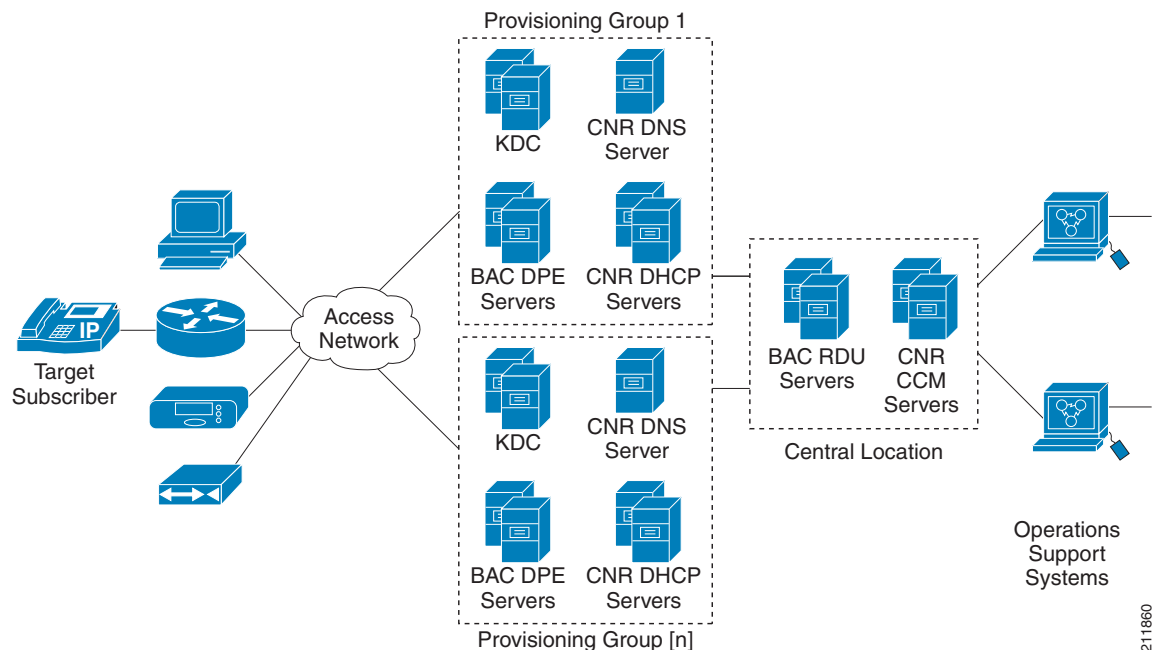 Provisioning Group 1
KDC
CNR DNS
Server
BAC DPE
Servers
CNR DHCP
Servers
Access
Network
IP
Target
Subscriber
KDC
CNR DNS
Server
BAC DPE
Servers
CNR DHCP
Servers
Provisioning Group [n]
BAC RDU
Servers
CNR
CCM
Servers
Central Location
Operations
Support
Systems
211860